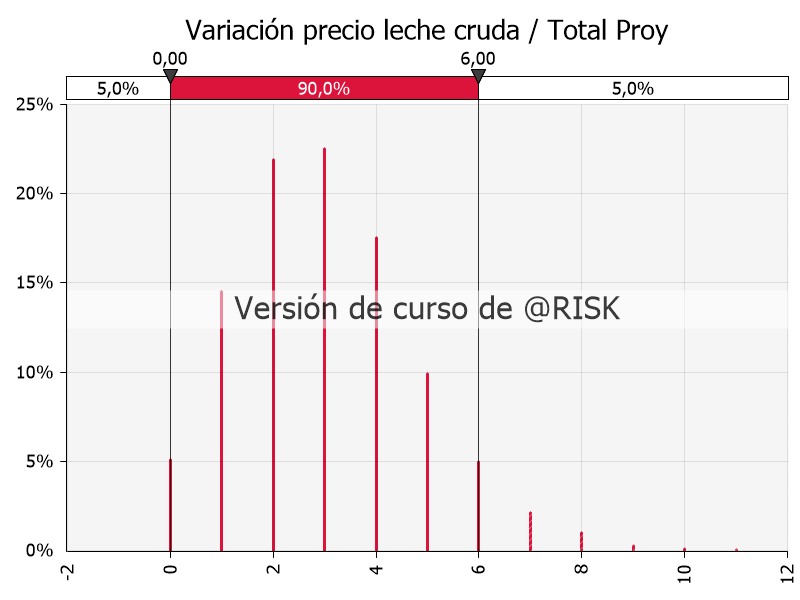 Variación precio leche cruda / Total Proy
0,00 6,00
5,0% 90,0% 5,0%
25%
20%
15%
Versión de curso de @RISK
10%
5%
0%
-2 0 2 4 6 8 10 12